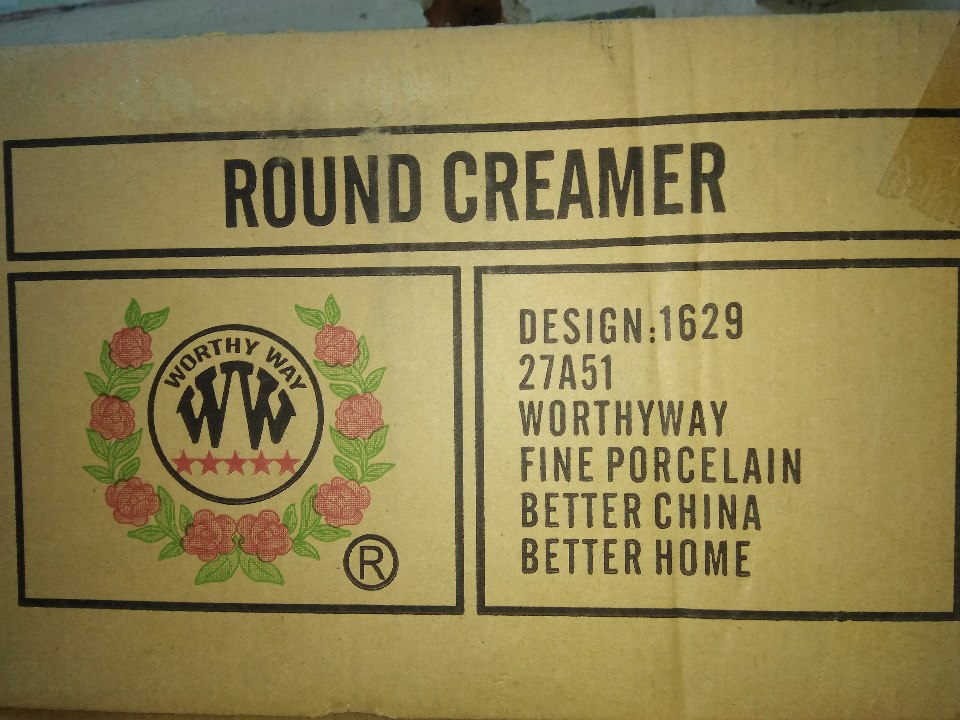 ROUND CREAMER
WORTHY WAY
WW
®
DESIGN:1629
27A51
WORTHYWAY
FINE PORCELAIN
BETTER CHINA
BETTER HOME